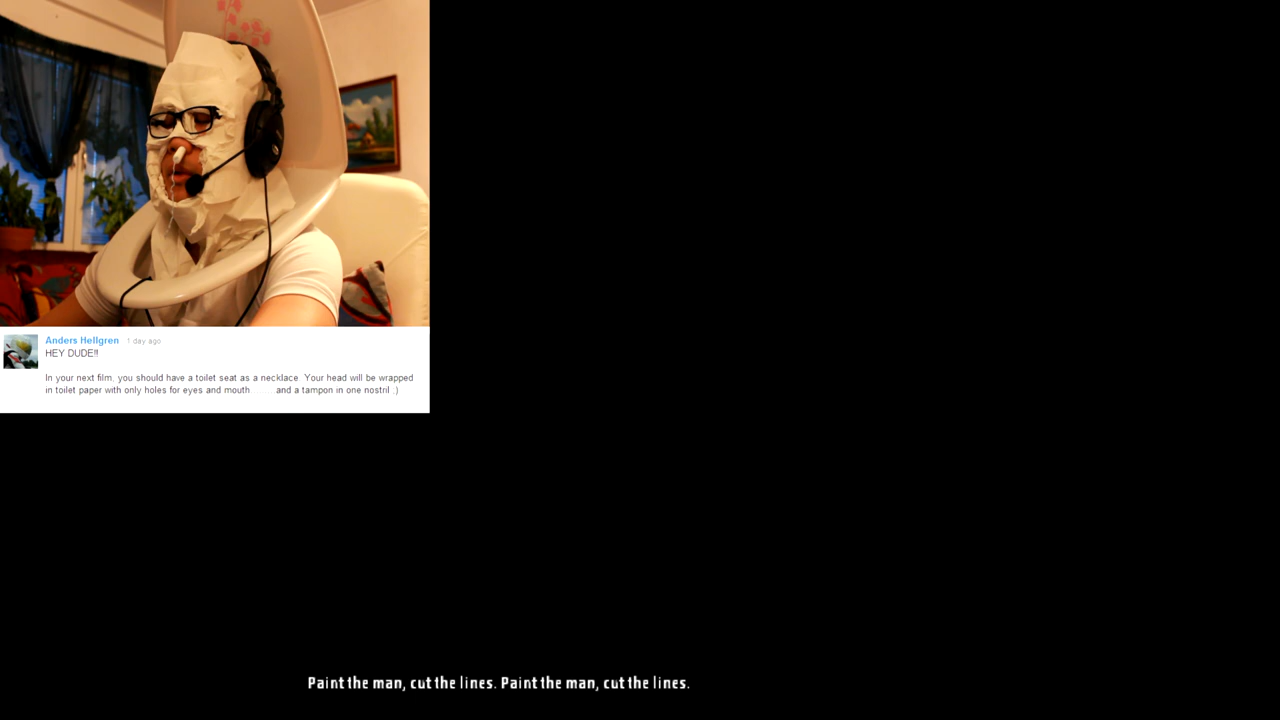 Anders Hellgren 1 day ago
HEY DUDE!!
In your next film, you should have a toilet seat as a necklace. Your head will be wrapped
in toilet paper with only holes for eyes and mouth.........and a tampon in one nostril :)
Paint the man, cut the lines. Paint the man, cut the lines.